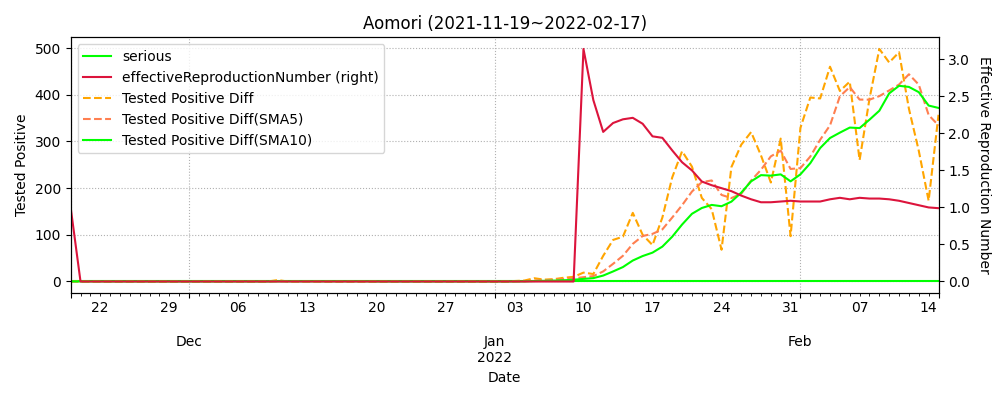 Aomori (2021-11-19~2022-02-17)
serious
effectiveReproductionNumber (right)
Tested Positive Diff
Tested Positive Diff(SMA5)
Tested Positive Diff(SMA10)
Tested Positive
500
400
300
200
100
0
Effective Reproduction Number
3.0
2.5
2.0
1.5
1.0
0.5
0.0
22 29 06 13 20 27 03 10 17 24 31 07 14
Dec Jan Feb
2022
Date